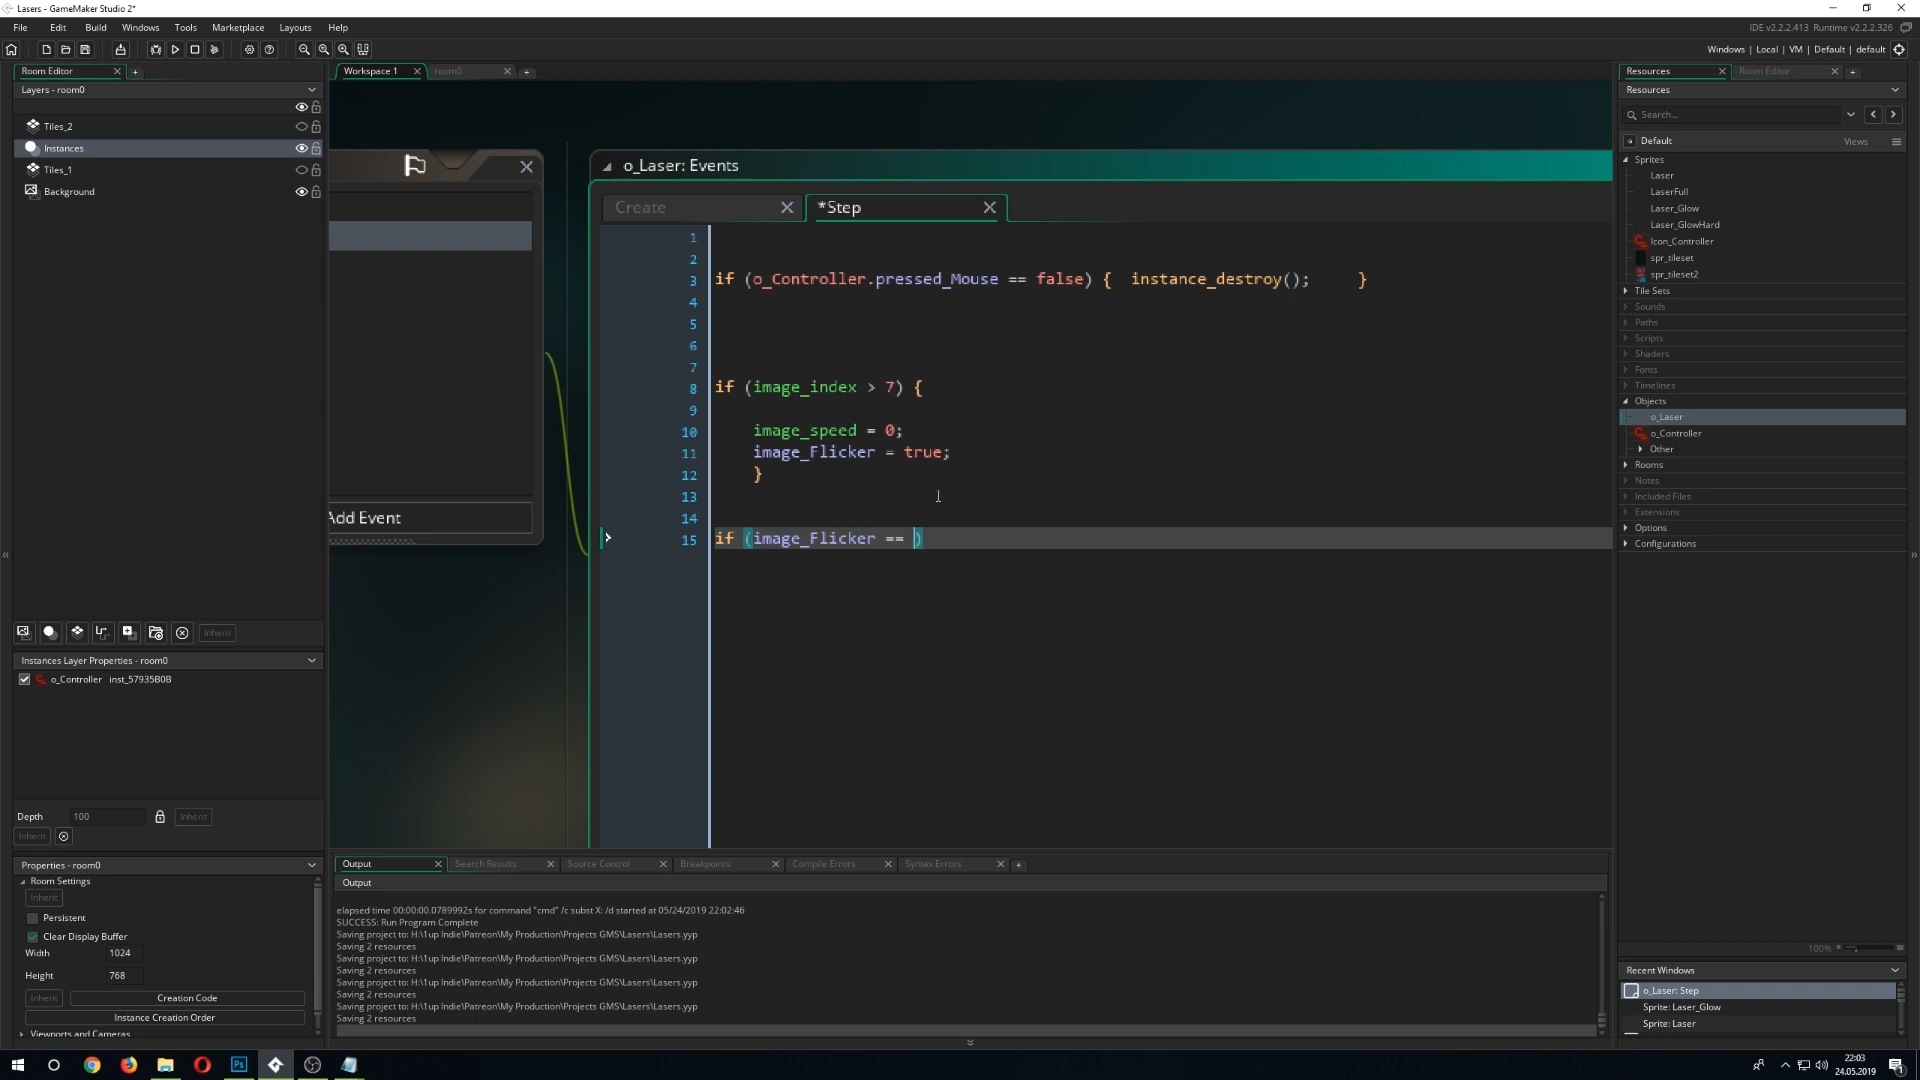 Lasers - GameMaker Studio 2*
File Edit Build Windows Tools Marketplace Layouts Help
IDE v2.2.2.413 Runtime v2.2.2.326
Windows | Local | VM | Default | default
Room Editor
Layers - room0
Tiles_2
Instances
Tiles_1
Background
Inherit
Instances Layer Properties - room0
o_Controller inst_57935B0B
Depth 100 Inherit
Inherit
Properties - room0
Room Settings
Inherit
Persistent
Clear Display Buffer
Width 1024
Height 768
Inherit Creation Code
Instance Creation Order
Viewports and Cameras
Workspace 1 room0
Add Event
o_Laser: Events
Create *Step
1
2
3 if (o_Controller.pressed_Mouse == false) { instance_destroy(); }
4
5
6
7
8 if (image_index > 7) {
9
10 image_speed = 0;
11 image_Flicker = true;
12 }
13
14
15 if (image_Flicker == )
Output Search Results Source Control Breakpoints Compile Errors Syntax Errors
Output
elapsed time 00:00:00.0789992s for command "cmd" /c subst X: /d started at 05/24/2019 22:02:46
SUCCESS: Run Program Complete
Saving project to: H:\1up Indie\Patreon\My Production\Projects GMS\Lasers\Lasers.yyp
Saving 2 resources
Saving project to: H:\1up Indie\Patreon\My Production\Projects GMS\Lasers\Lasers.yyp
Saving 2 resources
Saving project to: H:\1up Indie\Patreon\My Production\Projects GMS\Lasers\Lasers.yyp
Saving 2 resources
Saving project to: H:\1up Indie\Patreon\My Production\Projects GMS\Lasers\Lasers.yyp
Saving 2 resources
Resources Room Editor
Resources
Search...
Default Views
Sprites
Laser
LaserFull
Laser_Glow
Laser_GlowHard
Icon_Controller
spr_tileset
spr_tileset2
Tile Sets
Sounds
Paths
Scripts
Shaders
Fonts
Timelines
Objects
o_Laser
o_Controller
Other
Rooms
Notes
Included Files
Extensions
Options
Configurations
100%
Recent Windows
o_Laser: Step
Sprite: Laser_Glow
Sprite: Laser
Ps
22:03
24.05.2019